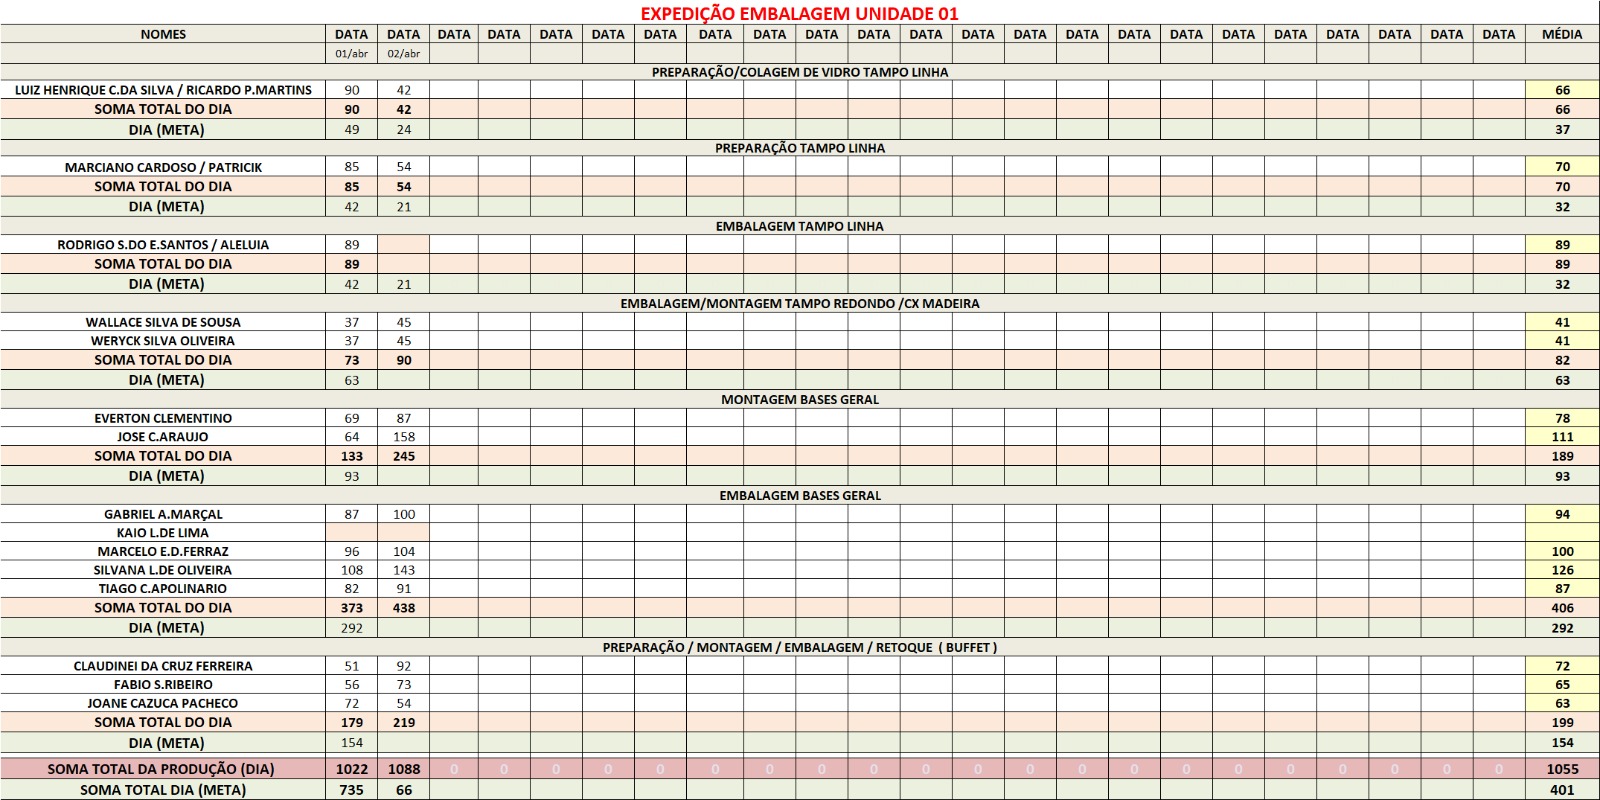 EXPEDIÇÃO EMBALAGEM UNIDADE 01
NOMES DATA DATA DATA DATA DATA DATA DATA DATA DATA DATA DATA DATA DATA DATA DATA DATA DATA DATA DATA DATA DATA DATA DATA MÉDIA
01/abr 02/abr
PREPARAÇÃO/COLAGEM DE VIDRO TAMPO LINHA
LUIZ HENRIQUE C.DA SILVA / RICARDO P.MARTINS 90 42 66
SOMA TOTAL DO DIA 90 42 66
DIA (META) 49 24 37
PREPARAÇÃO TAMPO LINHA
MARCIANO CARDOSO / PATRICIK 85 54 70
SOMA TOTAL DO DIA 85 54 70
DIA (META) 42 21 32
EMBALAGEM TAMPO LINHA
RODRIGO S.DO E.SANTOS / ALELUIA 89 89
SOMA TOTAL DO DIA 89 89
DIA (META) 42 21 32
EMBALAGEM/MONTAGEM TAMPO REDONDO /CX MADEIRA
WALLACE SILVA DE SOUSA 37 45 41
WERYCK SILVA OLIVEIRA 37 45 41
SOMA TOTAL DO DIA 73 90 82
DIA (META) 63 63
MONTAGEM BASES GERAL
EVERTON CLEMENTINO 69 87 78
JOSE C.ARAUJO 64 158 111
SOMA TOTAL DO DIA 133 245 189
DIA (META) 93 93
EMBALAGEM BASES GERAL
GABRIEL A.MARÇAL 87 100 94
KAIO L.DE LIMA
MARCELO E.D.FERRAZ 96 104 100
SILVANA L.DE OLIVEIRA 108 143 126
TIAGO C.APOLINARIO 82 91 87
SOMA TOTAL DO DIA 373 438 406
DIA (META) 292 292
PREPARAÇÃO / MONTAGEM / EMBALAGEM / RETOQUE ( BUFFET )
CLAUDINEI DA CRUZ FERREIRA 51 92 72
FABIO S.RIBEIRO 56 73 65
JOANE CAZUCA PACHECO 72 54 63
SOMA TOTAL DO DIA 179 219 199
DIA (META) 154 154
SOMA TOTAL DA PRODUÇÃO (DIA) 1022 1088 0 0 0 0 0 0 0 0 0 0 0 0 0 0 0 0 0 0 0 0 0 1055
SOMA TOTAL DIA (META) 735 66 401